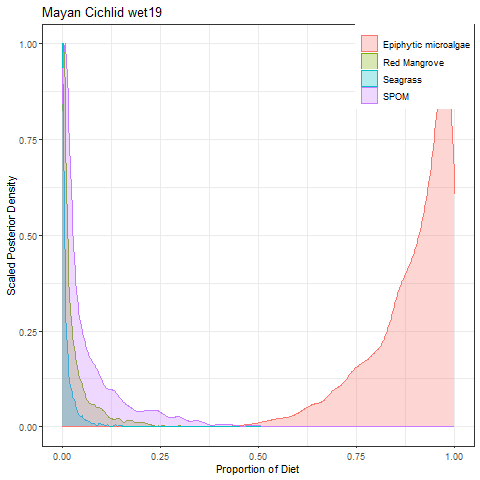 Mayan Cichlid wet19
Epiphytic microalgae
Red Mangrove
Seagrass
SPOM
1.00
0.75
0.50
0.25
0.00
Scaled Posterior Density
0.00 0.25 0.50 0.75 1.00
Proportion of Diet